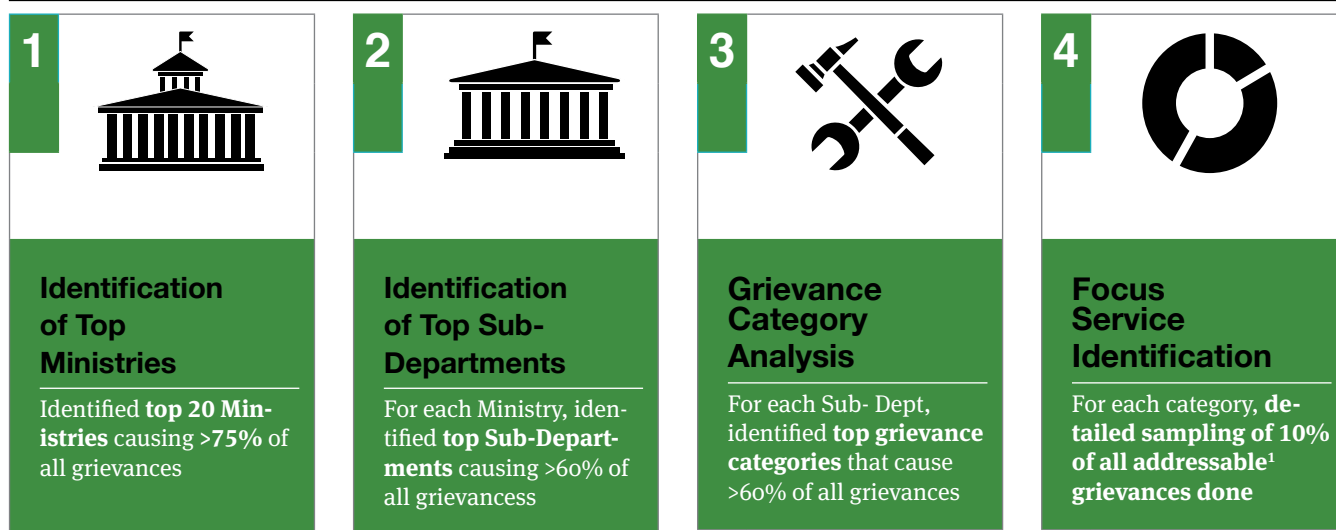 1
Identification
of Top
Ministries
Identified top 20 Min-
istries causing >75% of
all grievances
2
Identification
of Top Sub-
Departments
For each Ministry, iden-
tified top Sub-Depart-
ments causing >60% of
all grievancess
3
Grievance
Category
Analysis
For each Sub- Dept,
identified top grievance
categories that cause
>60% of all grievances
4
Focus
Service
Identification
For each category, de-
tailed sampling of 10%
of all addressable¹
grievances done